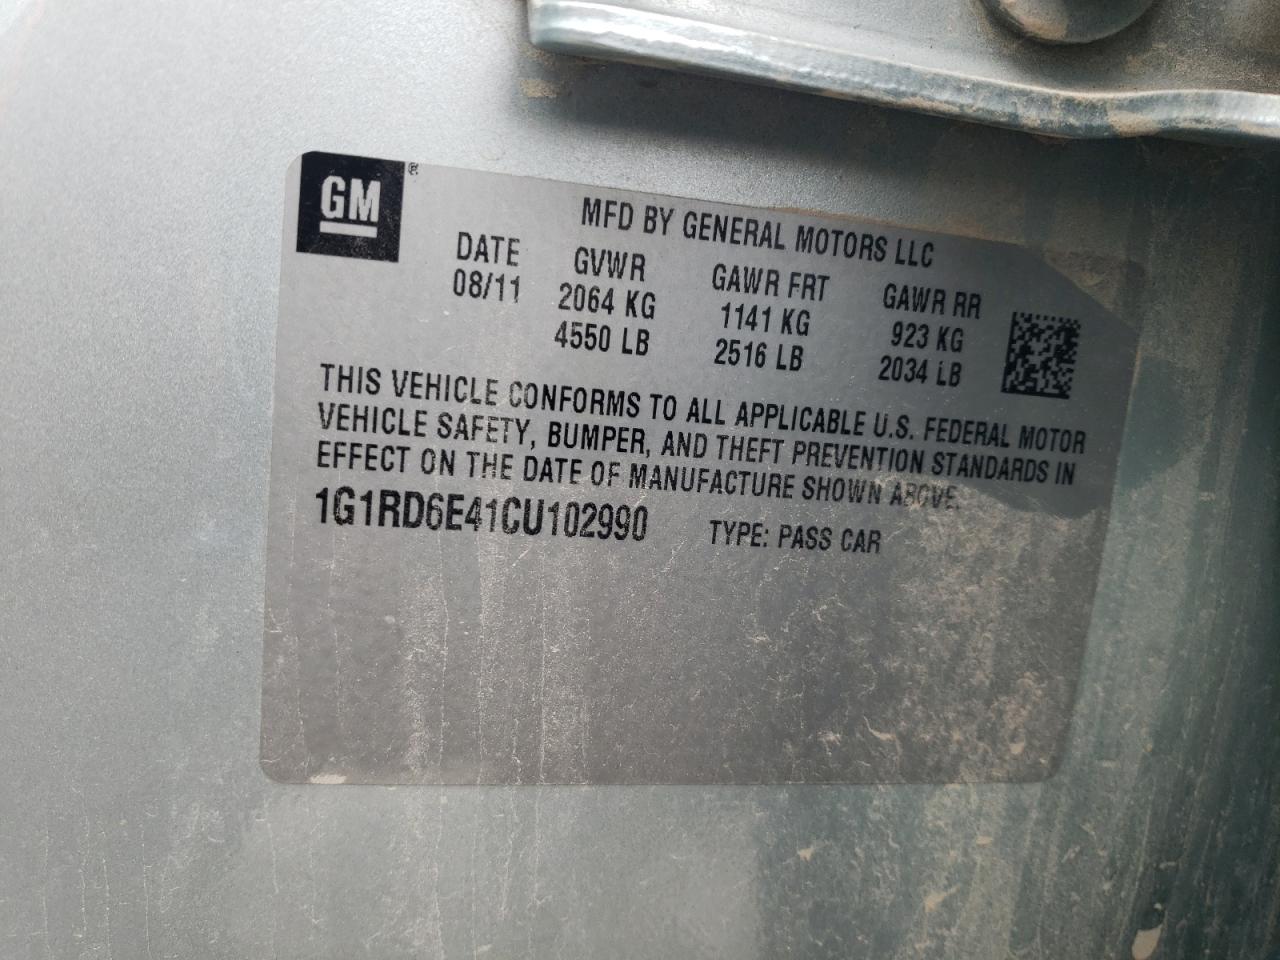 GM®
MFD BY GENERAL MOTORS LLC
DATE GVWR GAWR FRT GAWR RR
08/11 2064 KG 1141 KG 923 KG
4550 LB 2516 LB 2034 LB
THIS VEHICLE CONFORMS TO ALL APPLICABLE U.S. FEDERAL MOTOR
VEHICLE SAFETY, BUMPER, AND THEFT PREVENTION STANDARDS IN
EFFECT ON THE DATE OF MANUFACTURE SHOWN ABOVE.
1G1RD6E41CU102990 TYPE: PASS CAR